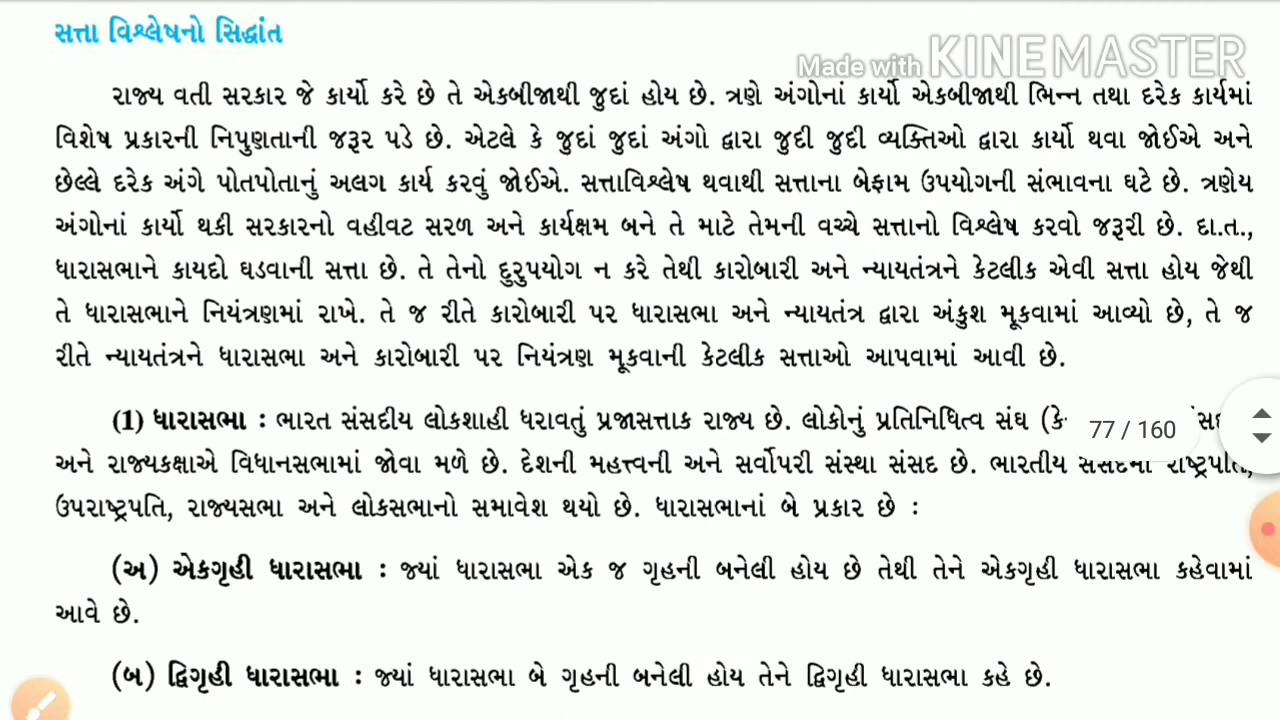 સત્તા વિશ્લેષનો સિદ્ધાંત
Made with KINEMASTER
રાજ્ય વતી સરકાર જે કાર્યો કરે છે તે એકબીજાથી જુદાં હોય છે. ત્રણે અંગોનાં કાર્યો એકબીજાથી ભિન્ન તથા દરેક કાર્યમાં
વિશેષ પ્રકારની નિપુણતાની જરૂર પડે છે. એટલે કે જુદાં જુદાં અંગો દ્વારા જુદી જુદી વ્યક્તિઓ દ્વારા કાર્યો થવા જોઈએ અને
છેલ્લે દરેક અંગે પોતપોતાનું અલગ કાર્ય કરવું જોઈએ. સત્તાવિશ્લેષ થવાથી સત્તાના બેફામ ઉપયોગની સંભાવના ઘટે છે. ત્રણેય
અંગોનાં કાર્યો થકી સરકારનો વહીવટ સરળ અને કાર્યક્ષમ બને તે માટે તેમની વચ્ચે સત્તાનો વિશ્લેષ કરવો જરૂરી છે. દા.ત.,
ધારાસભાને કાયદો ઘડવાની સત્તા છે. તે તેનો દુરુપયોગ ન કરે તેથી કારોબારી અને ન્યાયતંત્રને કેટલીક એવી સત્તા હોય જેથી
તે ધારાસભાને નિયંત્રણમાં રાખે. તે જ રીતે કારોબારી પર ધારાસભા અને ન્યાયતંત્ર દ્વારા અંકુશ મૂકવામાં આવ્યો છે, તે જ
રીતે ન્યાયતંત્રને ધારાસભા અને કારોબારી પર નિયંત્રણ મૂકવાની કેટલીક સત્તાઓ આપવામાં આવી છે.
(1) ધારાસભા : ભારત સંસદીય લોકશાહી ધરાવતું પ્રજાસત્તાક રાજ્ય છે. લોકોનું પ્રતિનિધિત્વ સંઘ
77 / 160
અને રાજ્યકક્ષાએ વિધાનસભામાં જોવા મળે છે. દેશની મહત્ત્વની અને સર્વોપરી સંસ્થા સંસદ છે. ભારતીય સંસદમાં રાષ્ટ્રપતિ,
ઉપરાષ્ટ્રપતિ, રાજ્યસભા અને લોકસભાનો સમાવેશ થયો છે. ધારાસભાનાં બે પ્રકાર છે :
(અ) એકગૃહી ધારાસભા : જ્યાં ધારાસભા એક જ ગૃહની બનેલી હોય છે તેથી તેને એકગૃહી ધારાસભા કહેવામાં
આવે છે.
(બ) દ્વિગૃહી ધારાસભા : જ્યાં ધારાસભા બે ગૃહની બનેલી હોય તેને દ્વિગૃહી ધારાસભા કહે છે.